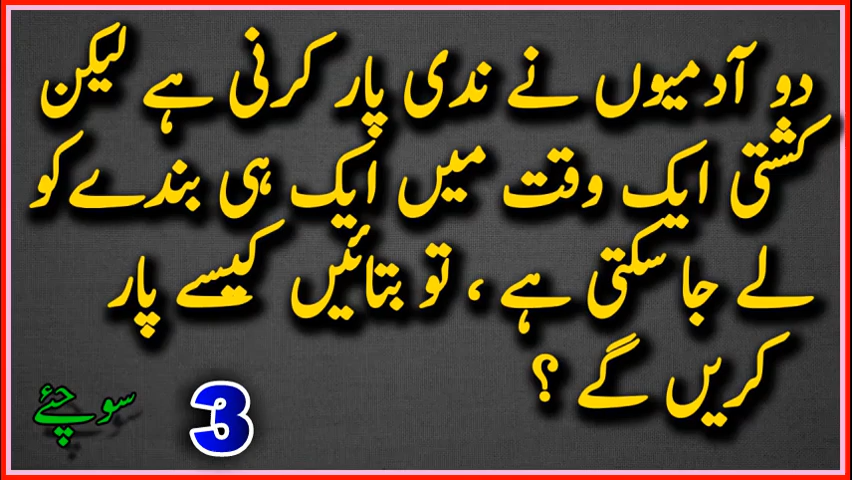 دو آدمیوں نے ندی پار کرنی ہے لیکن
کشتی ایک وقت میں ایک ہی بندے کو
لے جا سکتی ہے ، تو بتائیں کیسے پار
کریں گے ؟
سوچئے
3